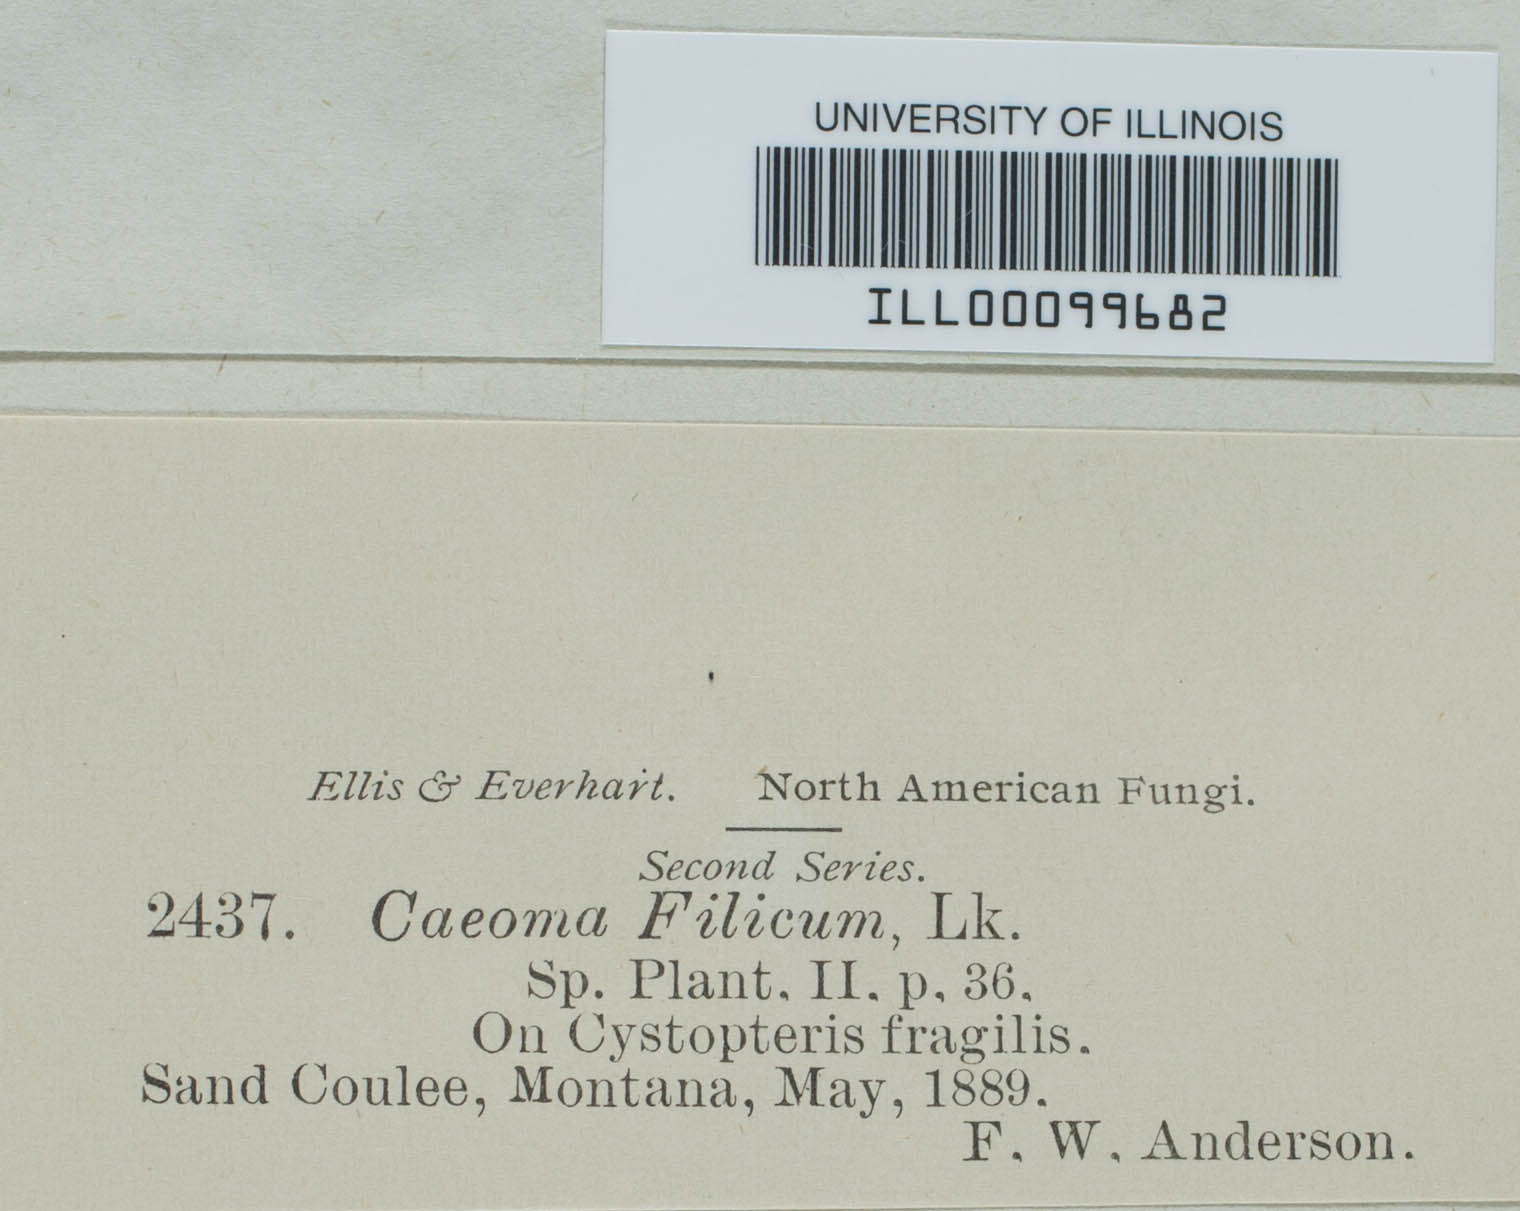 UNIVERSITY OF ILLINOIS
ILL00099682
Ellis & Everhart. North American Fungi.
Second Series.
2437. Caeoma Filicum, Lk.
Sp. Plant. II. p. 36.
On Cystopteris fragilis.
Sand Coulee, Montana, May, 1889.
F. W. Anderson.